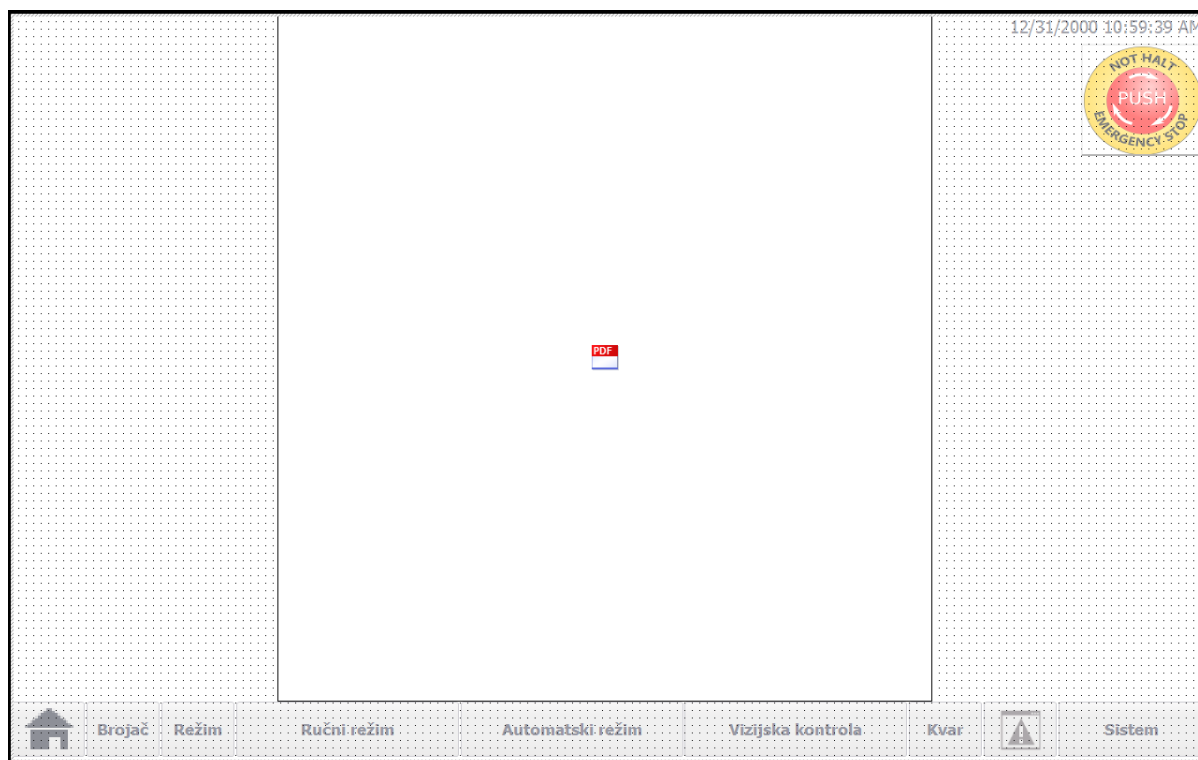 12/31/2000 10:59:39 AM
NOT HALT
PUSH
EMERGENCY STOP
PDF
Brojač Režim Ručni režim Automatski režim Vizijska kontrola Kvar Sistem